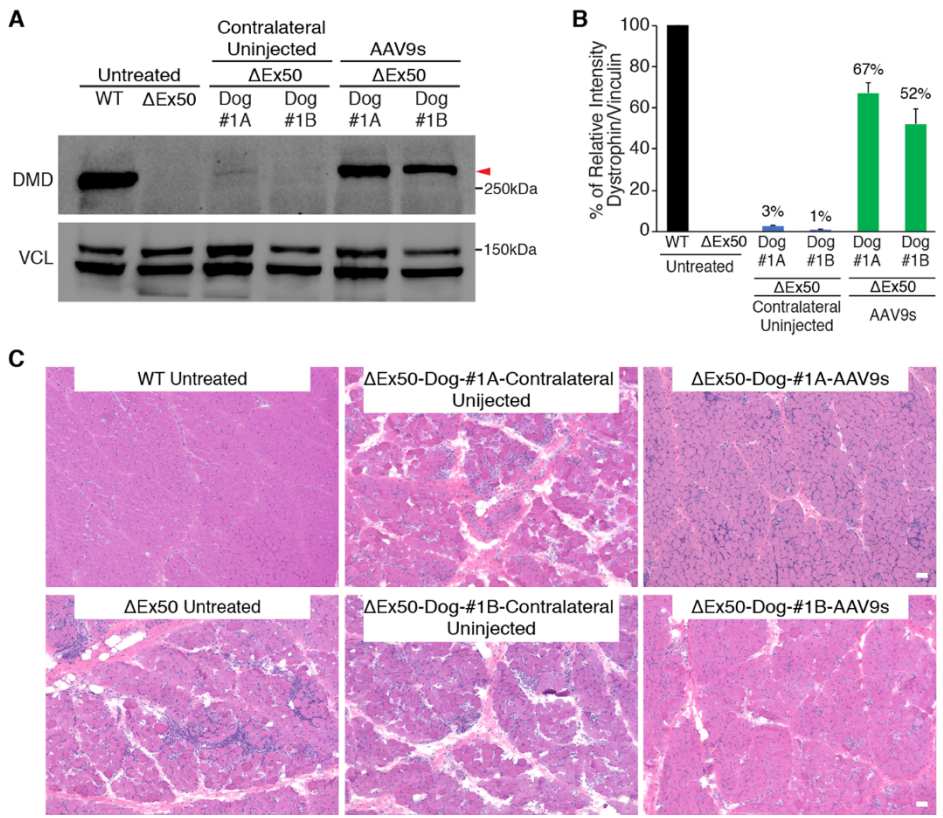 A
Contralateral
Uninjected
AAV9s
Untreated
ΔEx50
ΔEx50
WT
ΔEx50
Dog
#1A
Dog
#1B
Dog
#1A
Dog
#1B
DMD
250kDa
VCL
150kDa
B
% of Relative Intensity
Dystrophin/Vinculin
100
80
60
40
20
0
3%
1%
67%
52%
WT
ΔEx50
Dog
#1A
Dog
#1B
Dog
#1A
Dog
#1B
Untreated
ΔEx50
ΔEx50
Contralateral
Uninjected
AAV9s
C
WT Untreated
ΔEx50-Dog-#1A-Contralateral
Unijected
ΔEx50-Dog-#1A-AAV9s
ΔEx50 Untreated
ΔEx50-Dog-#1B-Contralateral
Uninjected
ΔEx50-Dog-#1B-AAV9s